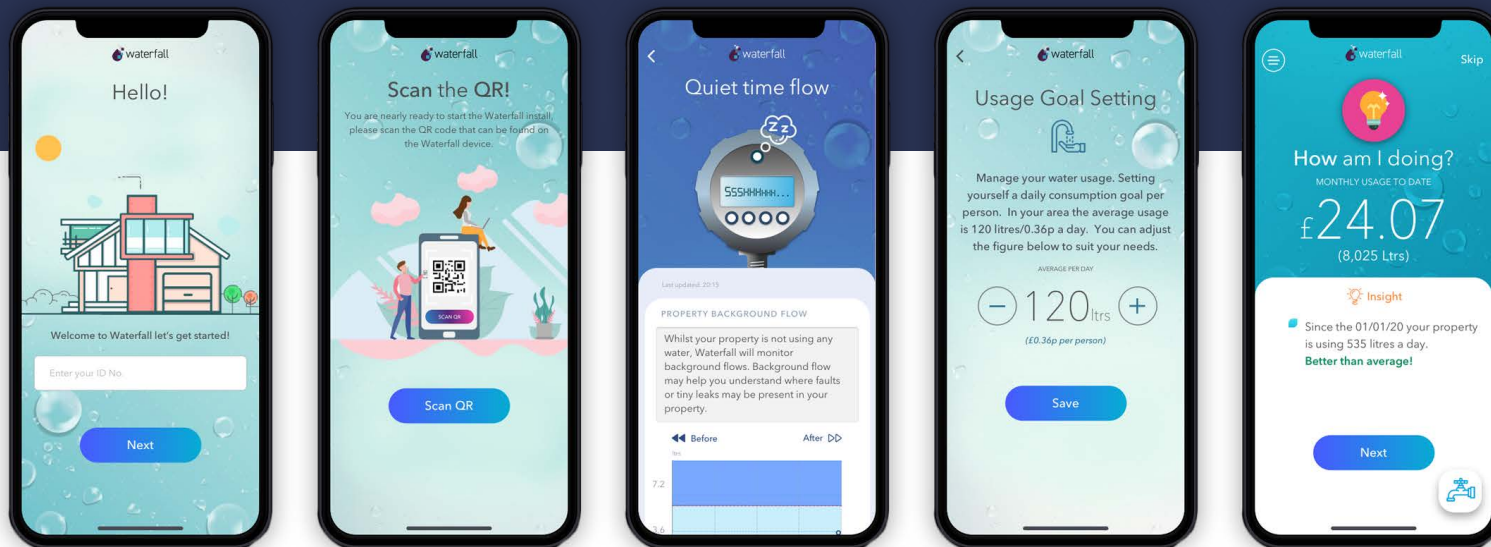 waterfall
Hello!
Welcome to Waterfall let's get started!
Enter your ID No.
Next
waterfall
Scan the QR!
You are nearly ready to start the Waterfall install,
please scan the QR code that can be found on
the Waterfall device.
SCAN QR
Scan QR
waterfall
Quiet time flow
zz
SSSHHHHHH...
Last updated: 20:15
PROPERTY BACKGROUND FLOW
Whilst your property is not using any
water, Waterfall will monitor
background flows. Background flow
may help you understand where faults
or tiny leaks may be present in your
property.
Before
After
ltrs
7.2
3.6
waterfall
Usage Goal Setting
Manage your water usage. Setting
yourself a daily consumption goal per
person. In your area the average usage
is 120 litres/0.36p a day. You can adjust
the figure below to suit your needs.
AVERAGE PER DAY
120 ltrs
(£0.36p per person)
Save
waterfall
Skip
How am I doing?
MONTHLY USAGE TO DATE
£24.07
(8,025 Ltrs)
Insight
Since the 01/01/20 your property
is using 535 litres a day.
Better than average!
Next